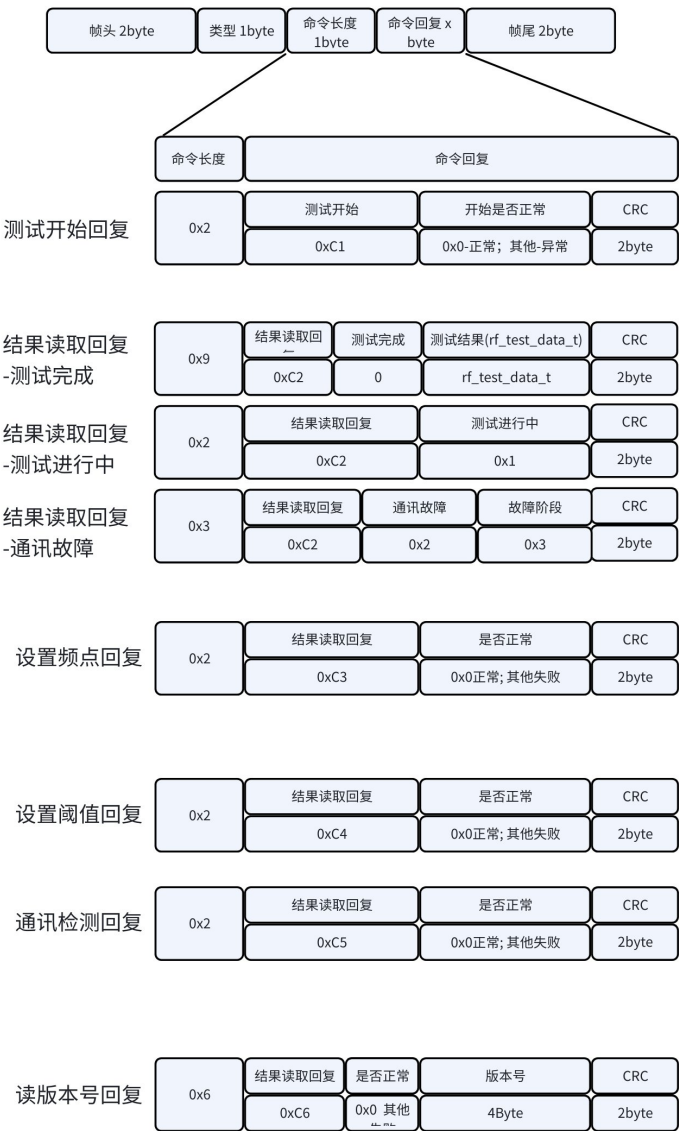 帧头 2byte
类型 1byte
命令长度
1byte
命令回复 x
byte
帧尾 2byte
命令长度
命令回复
测试开始回复
0x2
测试开始
开始是否正常
CRC
0xC1
0x0-正常；其他-异常
2byte
结果读取回复
-测试完成
0x9
结果读取回
测试完成
测试结果(rf_test_data_t)
CRC
0xC2
0
rf_test_data_t
2byte
结果读取回复
-测试进行中
0x2
结果读取回复
测试进行中
CRC
0xC2
0x1
2byte
结果读取回复
-通讯故障
0x3
结果读取回复
通讯故障
故障阶段
CRC
0xC2
0x2
0x3
2byte
设置频点回复
0x2
结果读取回复
是否正常
CRC
0xC3
0x0正常; 其他失败
2byte
设置阈值回复
0x2
结果读取回复
是否正常
CRC
0xC4
0x0正常; 其他失败
2byte
通讯检测回复
0x2
结果读取回复
是否正常
CRC
0xC5
0x0正常; 其他失败
2byte
读版本号回复
0x6
结果读取回复
是否正常
版本号
CRC
0xC6
0x0 其他
4Byte
2byte